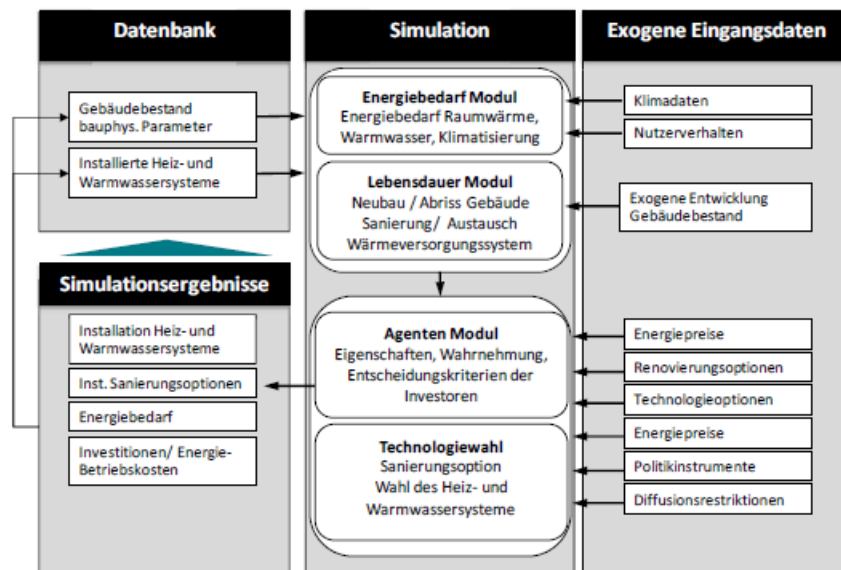 Datenbank
Gebäudebestand
bauphys. Parameter
Installierte Heiz- und
Warmwassersysteme
Simulationsergebnisse
Installation Heiz- und
Warmwassersysteme
Inst. Sanierungsoptionen
Energiebedarf
Investitionen/ Energie-
Betriebskosten
Simulation
Energiebedarf Modul
Energiebedarf Raumwärme,
Warmwasser, Klimatisierung
Lebensdauer Modul
Neubau / Abriss Gebäude
Sanierung/ Austausch
Wärmeversorgungssystem
Agenten Modul
Eigenschaften, Wahrnehmung,
Entscheidungskriterien der
Investoren
Technologiewahl
Sanierungsoption
Wahl des Heiz- und
Warmwassersysteme
Exogene Eingangsdaten
Klimadaten
Nutzerverhalten
Exogene Entwicklung
Gebäudebestand
Energiepreise
Renovierungsoptionen
Technologieoptionen
Energiepreise
Politikinstrumente
Diffusionsrestriktionen